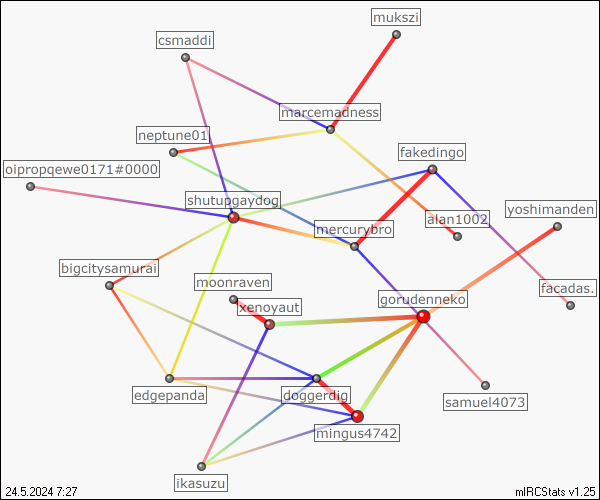 mukszi
csmaddi
marcemadness
neptune01
fakedingo
oipropqewe0171#0000
shutupgaydog
alan1002
yoshimanden
mercurybro
bigcitysamurai
moonraven
facadas.
gorudenneko
xenoyaut
edgepanda
doggerdig
samuel4073
mingus4742
ikasuzu
24.5.2024 7:27
mIRCStats v1.25